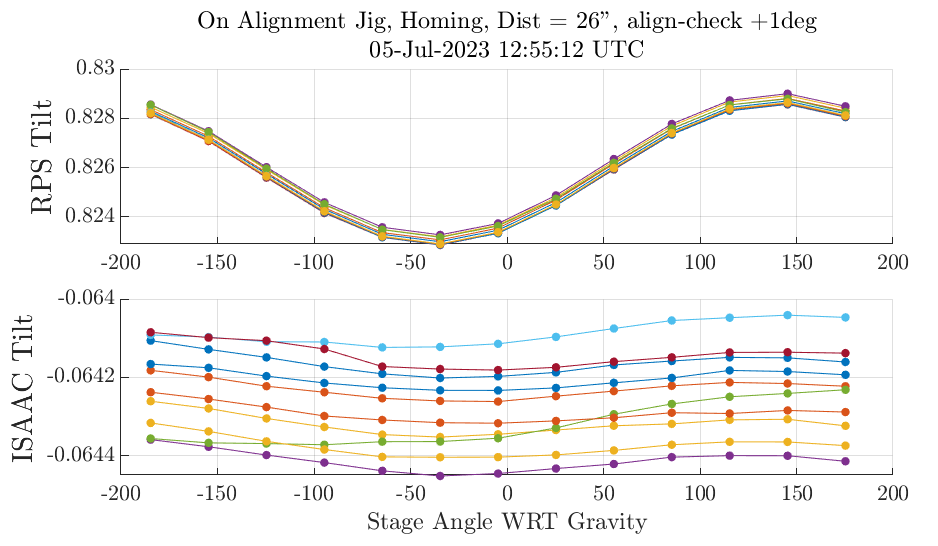 On Alignment Jig, Homing, Dist = 26”, align-check +1deg
05-Jul-2023 12:55:12 UTC
RPS Tilt
0.83
0.828
0.826
0.824
-200 -150 -100 -50 0 50 100 150 200
ISAAC Tilt
-0.064
-0.0642
-0.0644
-200 -150 -100 -50 0 50 100 150 200
Stage Angle WRT Gravity